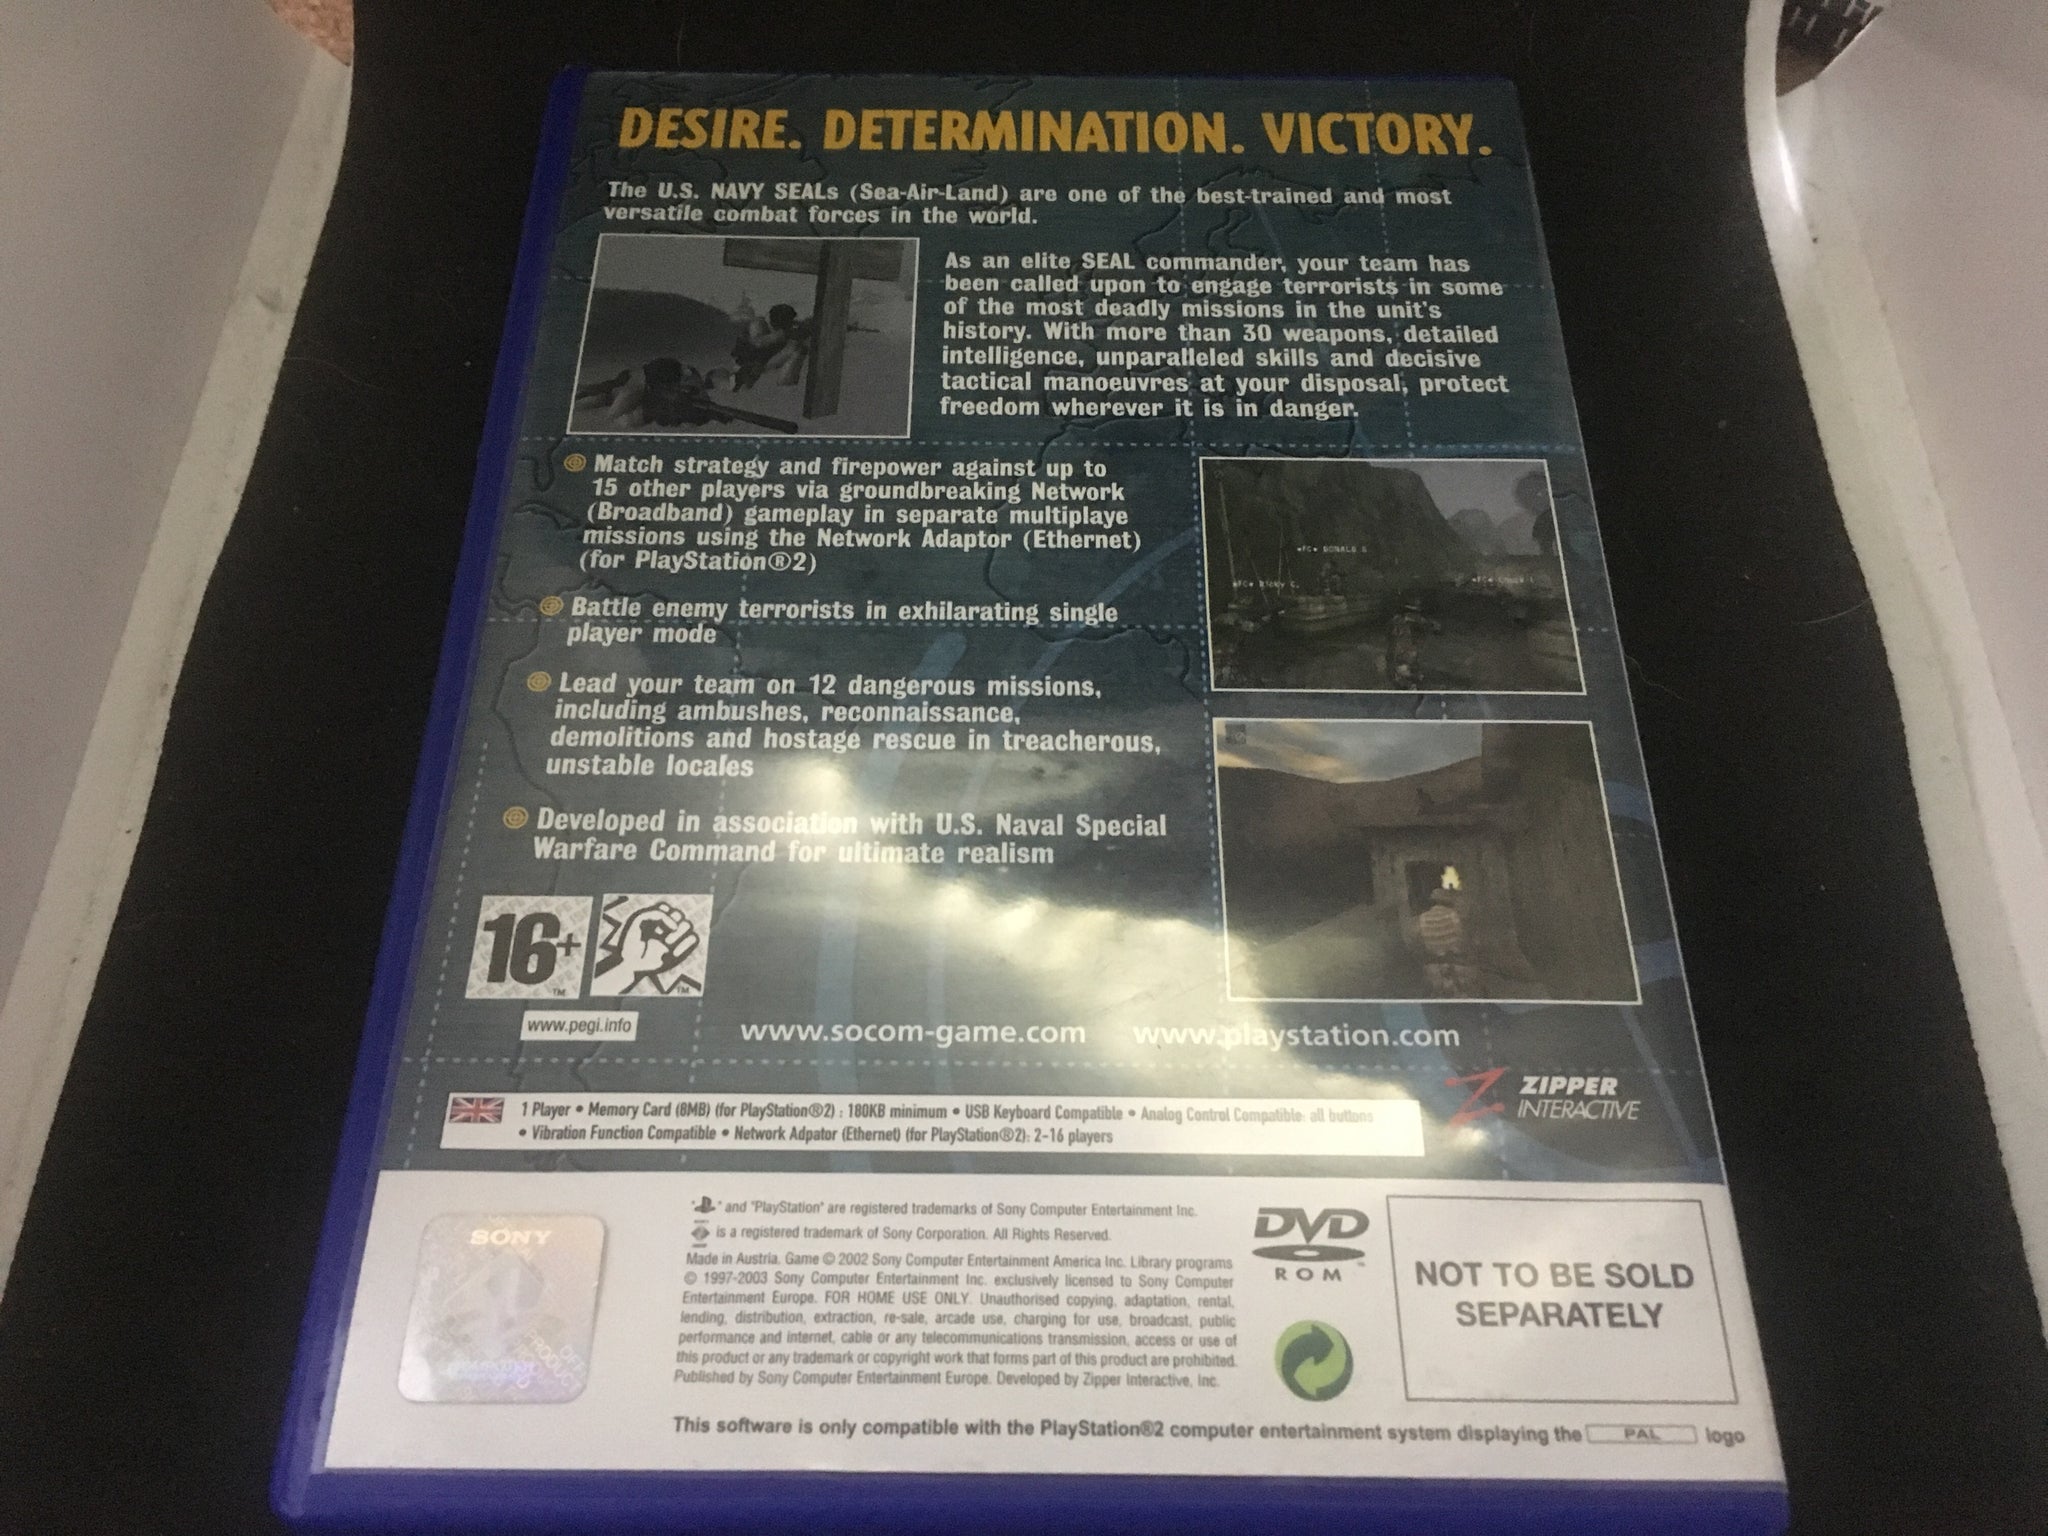 DESIRE. DETERMINATION. VICTORY.
The U.S. NAVY SEALs (Sea-Air-Land) are one of the best-trained and most
versatile combat forces in the world.
As an elite SEAL commander, your team has
been called upon to engage terrorists in some
of the most deadly missions in the unit's
history. With more than 30 weapons, detailed
intelligence, unparalleled skills and decisive
tactical manoeuvres at your disposal, protect
freedom wherever it is in danger.
Match strategy and firepower against up to
15 other players via groundbreaking Network
(Broadband) gameplay in separate multiplaye
missions using the Network Adaptor (Ethernet)
(for PlayStation®2)
Battle enemy terrorists in exhilarating single
player mode
Lead your team on 12 dangerous missions,
including ambushes, reconnaissance,
demolitions and hostage rescue in treacherous,
unstable locales
Developed in association with U.S. Naval Special
Warfare Command for ultimate realism
DONALD G
Ricky C.
16+
TM TM
www.pegi.info
www.socom-game.com www.playstation.com
ZIPPER
INTERACTIVE
1 Player • Memory Card (8MB) (for PlayStation®2) : 180KB minimum • USB Keyboard Compatible • Analog Control Compatible: all buttons
• Vibration Function Compatible • Network Adpator (Ethernet) (for PlayStation®2): 2-16 players
SONY
" " and "PlayStation" are registered trademarks of Sony Computer Entertainment Inc.
is a registered trademark of Sony Corporation. All Rights Reserved.
Made in Austria. Game © 2002 Sony Computer Entertainment America Inc. Library programs
© 1997-2003 Sony Computer Entertainment Inc. exclusively licensed to Sony Computer
Entertainment Europe. FOR HOME USE ONLY. Unauthorised copying, adaptation, rental,
lending, distribution, extraction, re-sale, arcade use, charging for use, broadcast, public
performance and internet, cable or any telecommunications transmission, access or use of
this product or any trademark or copyright work that forms part of this product are prohibited.
Published by Sony Computer Entertainment Europe. Developed by Zipper Interactive, Inc.
DVD
ROM
NOT TO BE SOLD
SEPARATELY
This software is only compatible with the PlayStation®2 computer entertainment system displaying the PAL logo